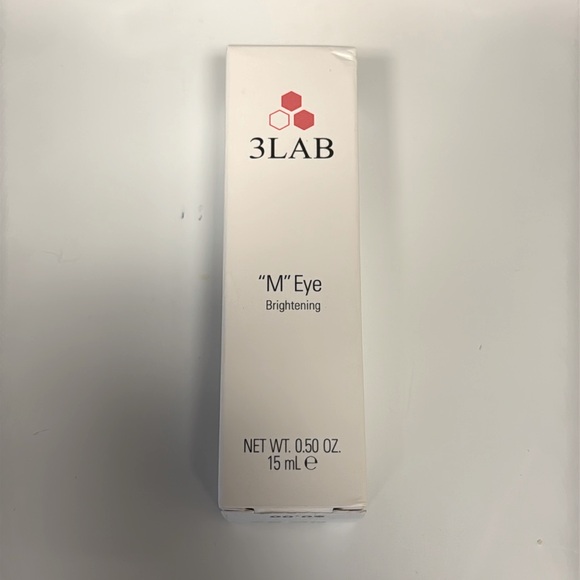 3LAB
“M” Eye
Brightening
NET WT. 0.50 OZ.
15 mL ℮